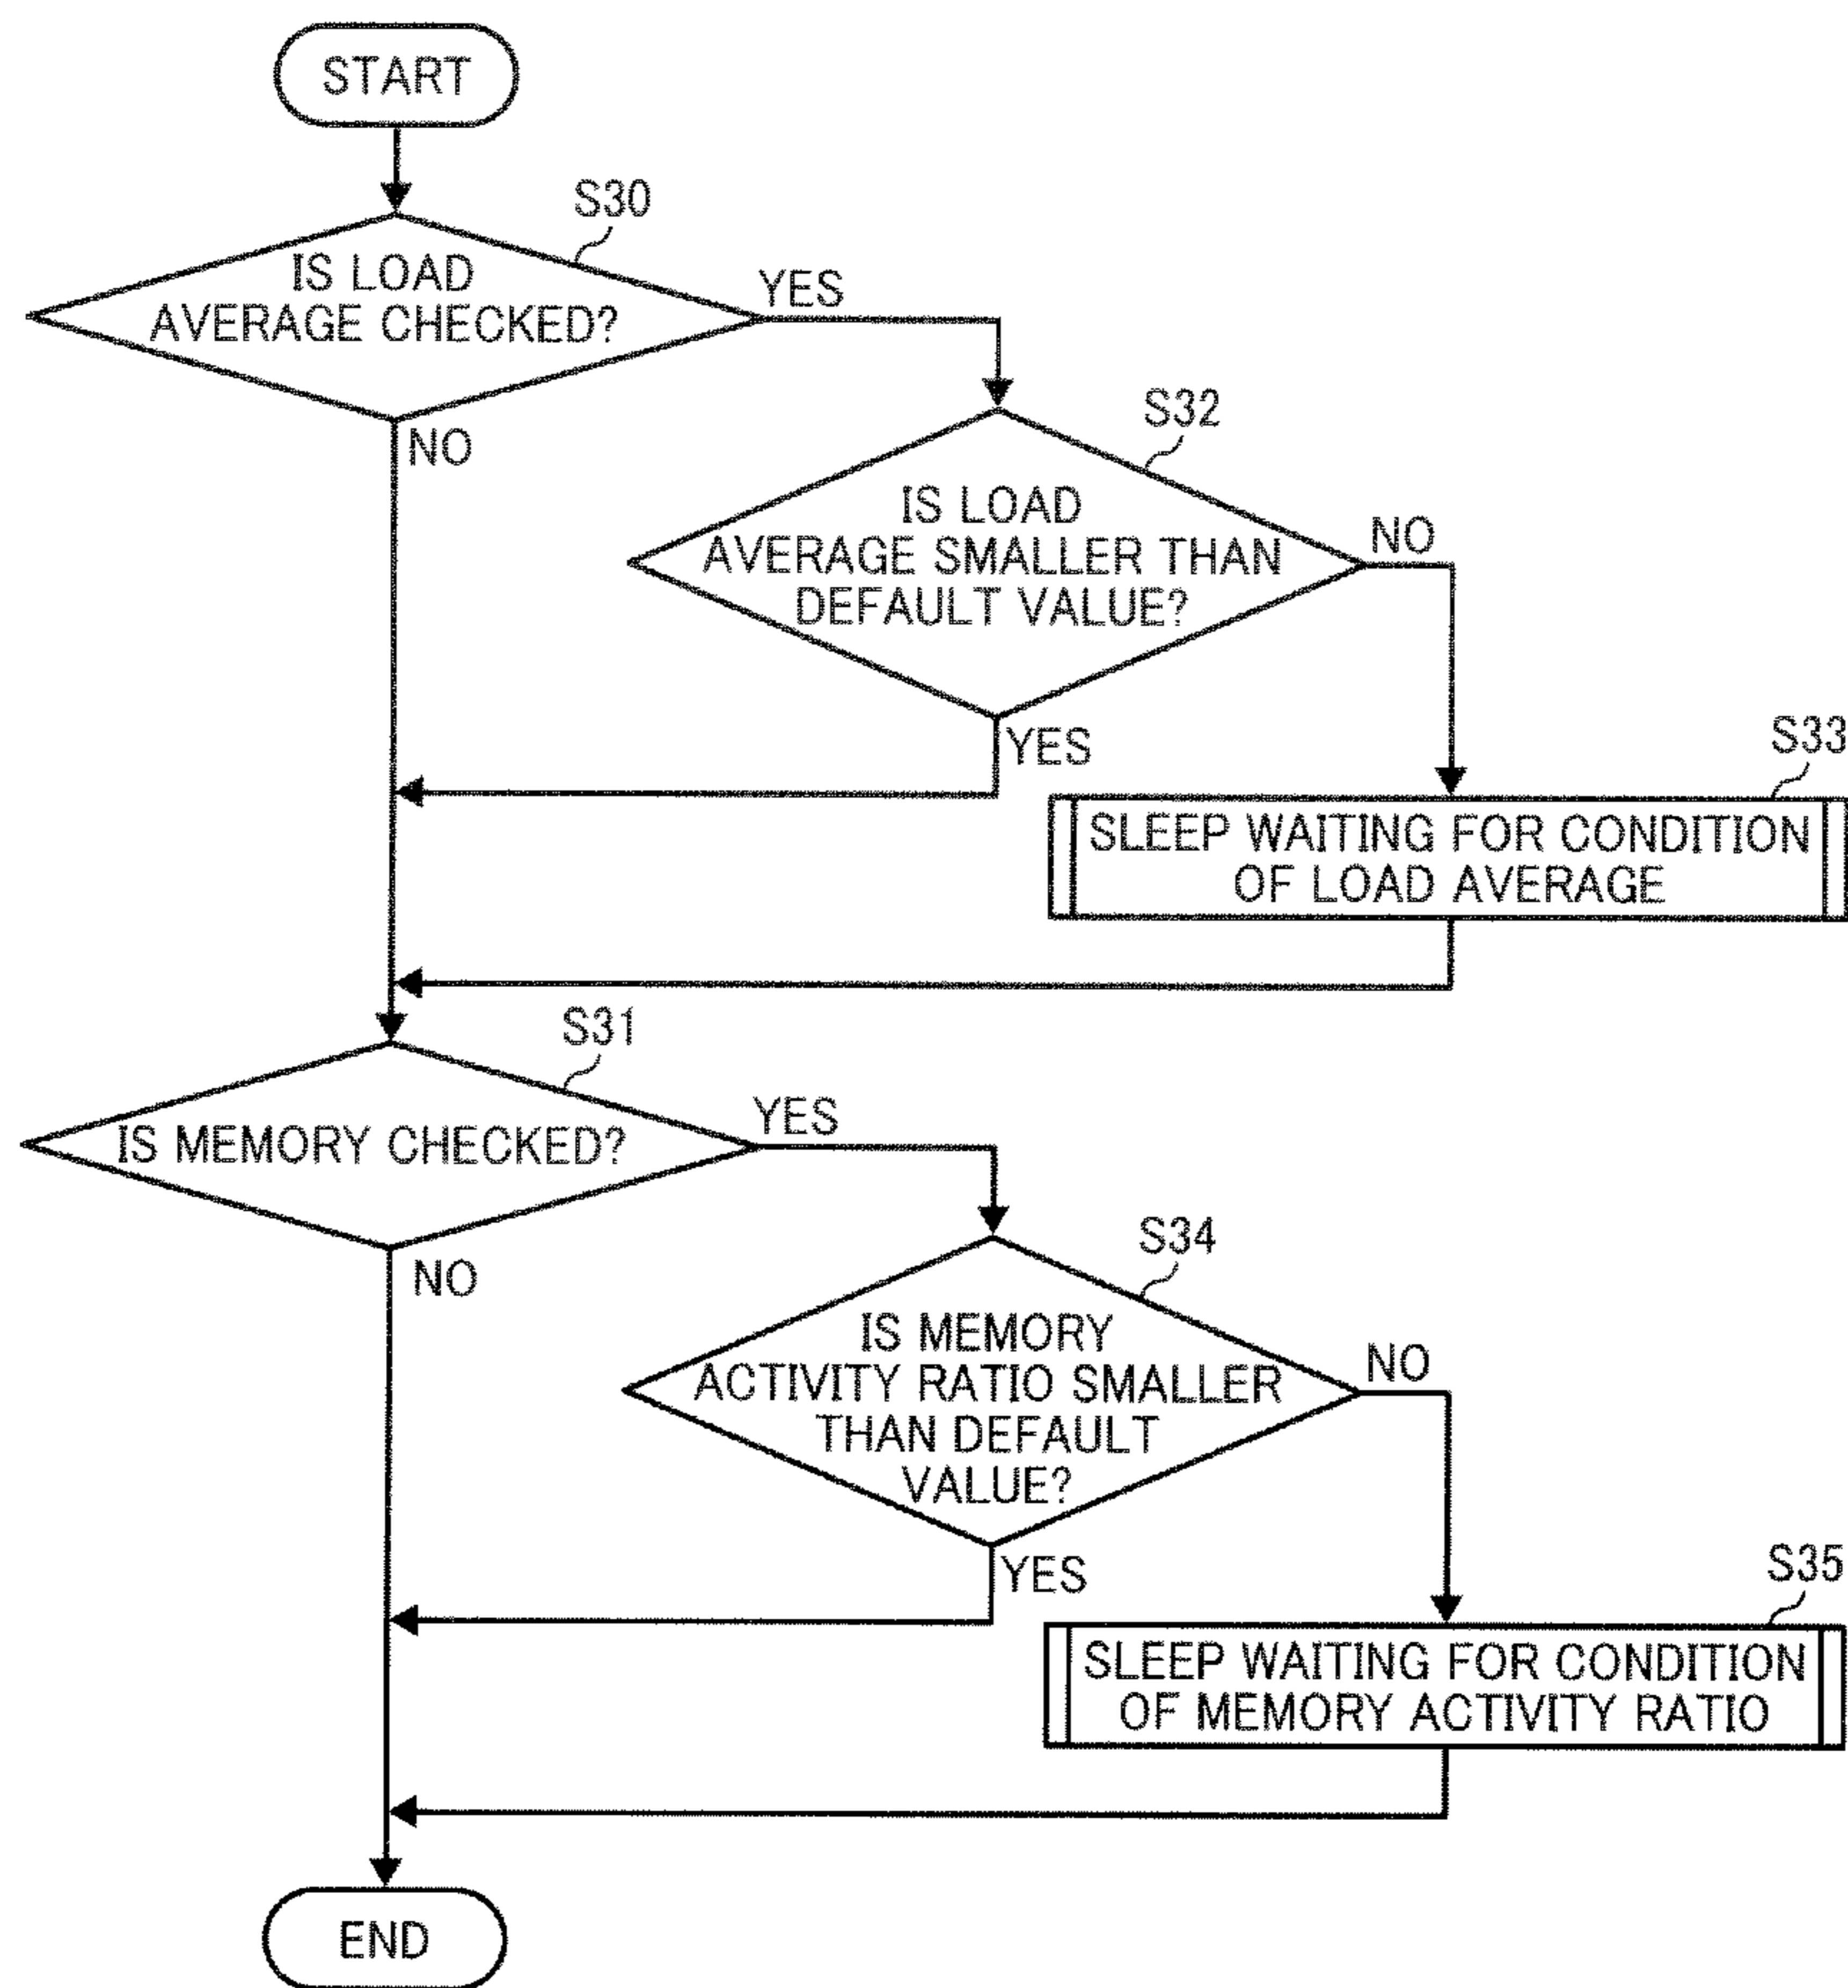 START
S30
IS LOAD
AVERAGE CHECKED?
YES
NO
S32
IS LOAD
AVERAGE SMALLER THAN
DEFAULT VALUE?
NO
YES
S33
SLEEP WAITING FOR CONDITION
OF LOAD AVERAGE
S31
IS MEMORY CHECKED?
YES
NO
S34
IS MEMORY
ACTIVITY RATIO SMALLER
THAN DEFAULT
VALUE?
NO
YES
S35
SLEEP WAITING FOR CONDITION
OF MEMORY ACTIVITY RATIO
END